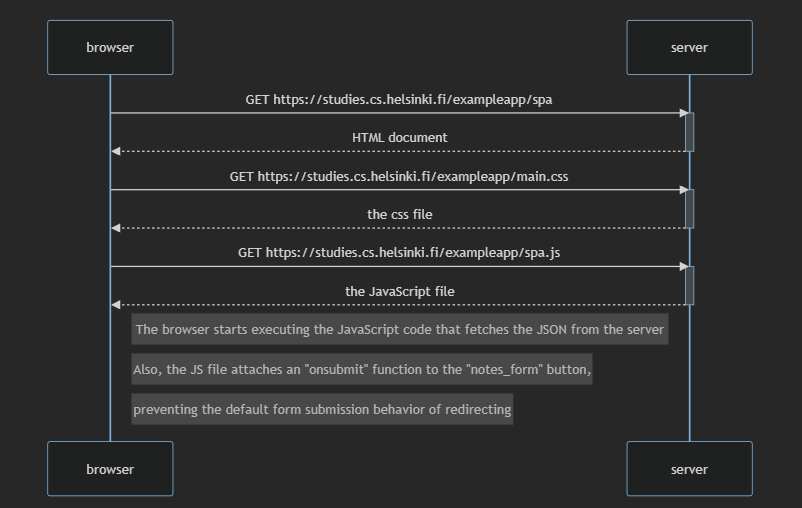 browser
server
GET https://studies.cs.helsinki.fi/exampleapp/spa
HTML document
GET https://studies.cs.helsinki.fi/exampleapp/main.css
the css file
GET https://studies.cs.helsinki.fi/exampleapp/spa.js
the JavaScript file
The browser starts executing the JavaScript code that fetches the JSON from the server
Also, the JS file attaches an "onsubmit" function to the "notes_form" button,
preventing the default form submission behavior of redirecting
browser
server